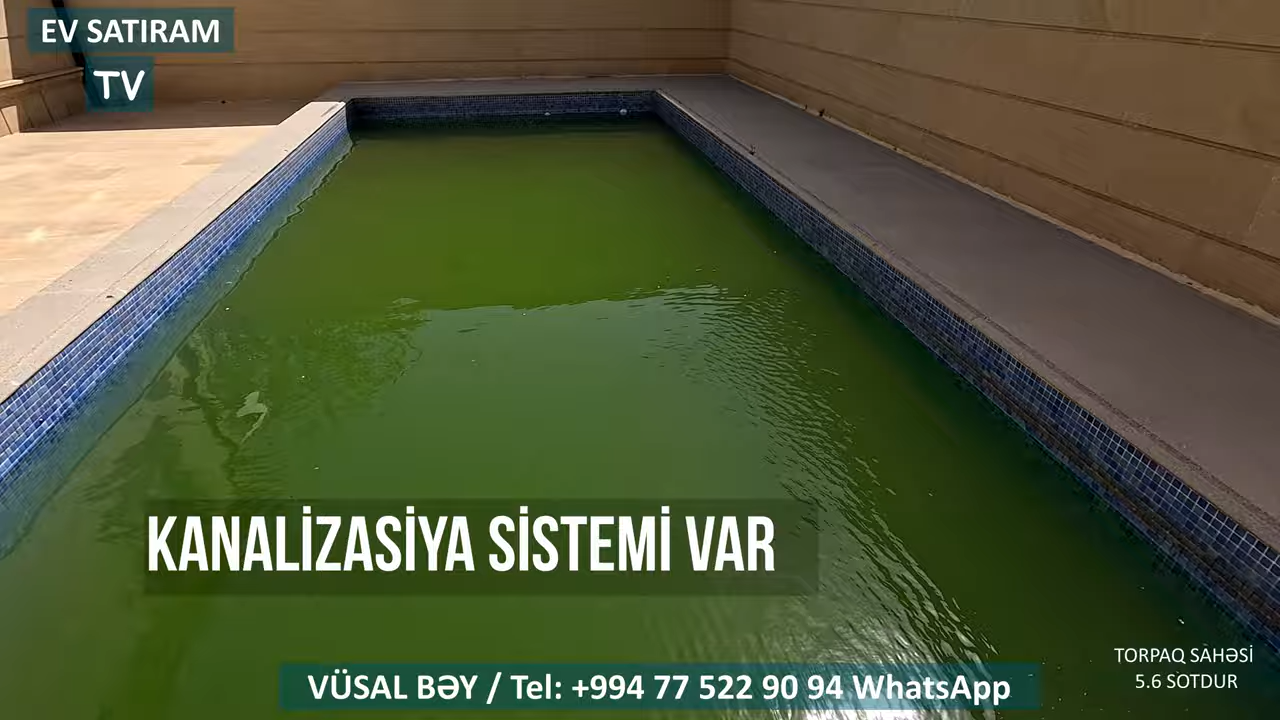 EV SATIRAM
TV
KANALİZASİYA SİSTEMİ VAR
TORPAQ SAHƏSİ
5.6 SOTDUR
VÜSAL BƏY / Tel: +994 77 522 90 94 WhatsApp